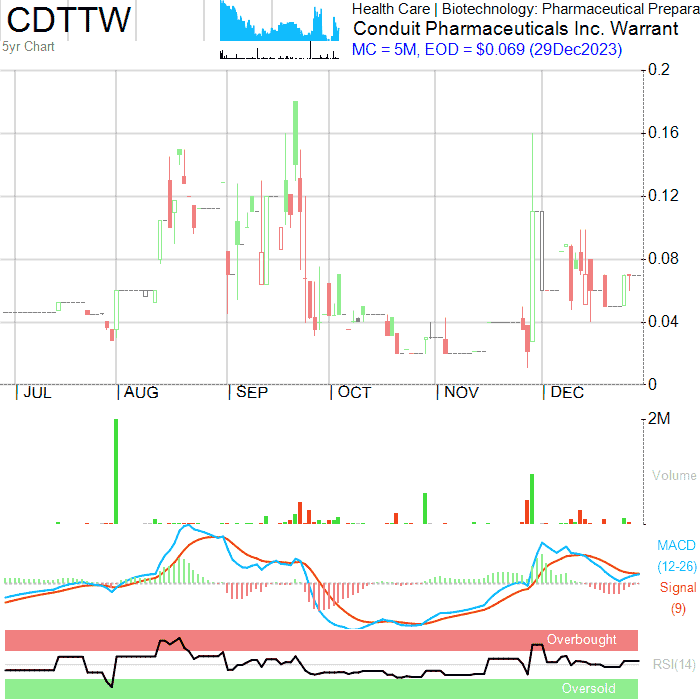 CDTTW
5yr Chart
Health Care | Biotechnology: Pharmaceutical Prepara
Conduit Pharmaceuticals Inc. Warrant
MC = 5M, EOD = $0.069 (29Dec2023)
0.2
0.16
0.12
0.08
0.04
0
| JUL | AUG | SEP | OCT | NOV | DEC
2M
Volume
MACD
(12-26)
Signal
(9)
Overbought
RSI(14)
Oversold